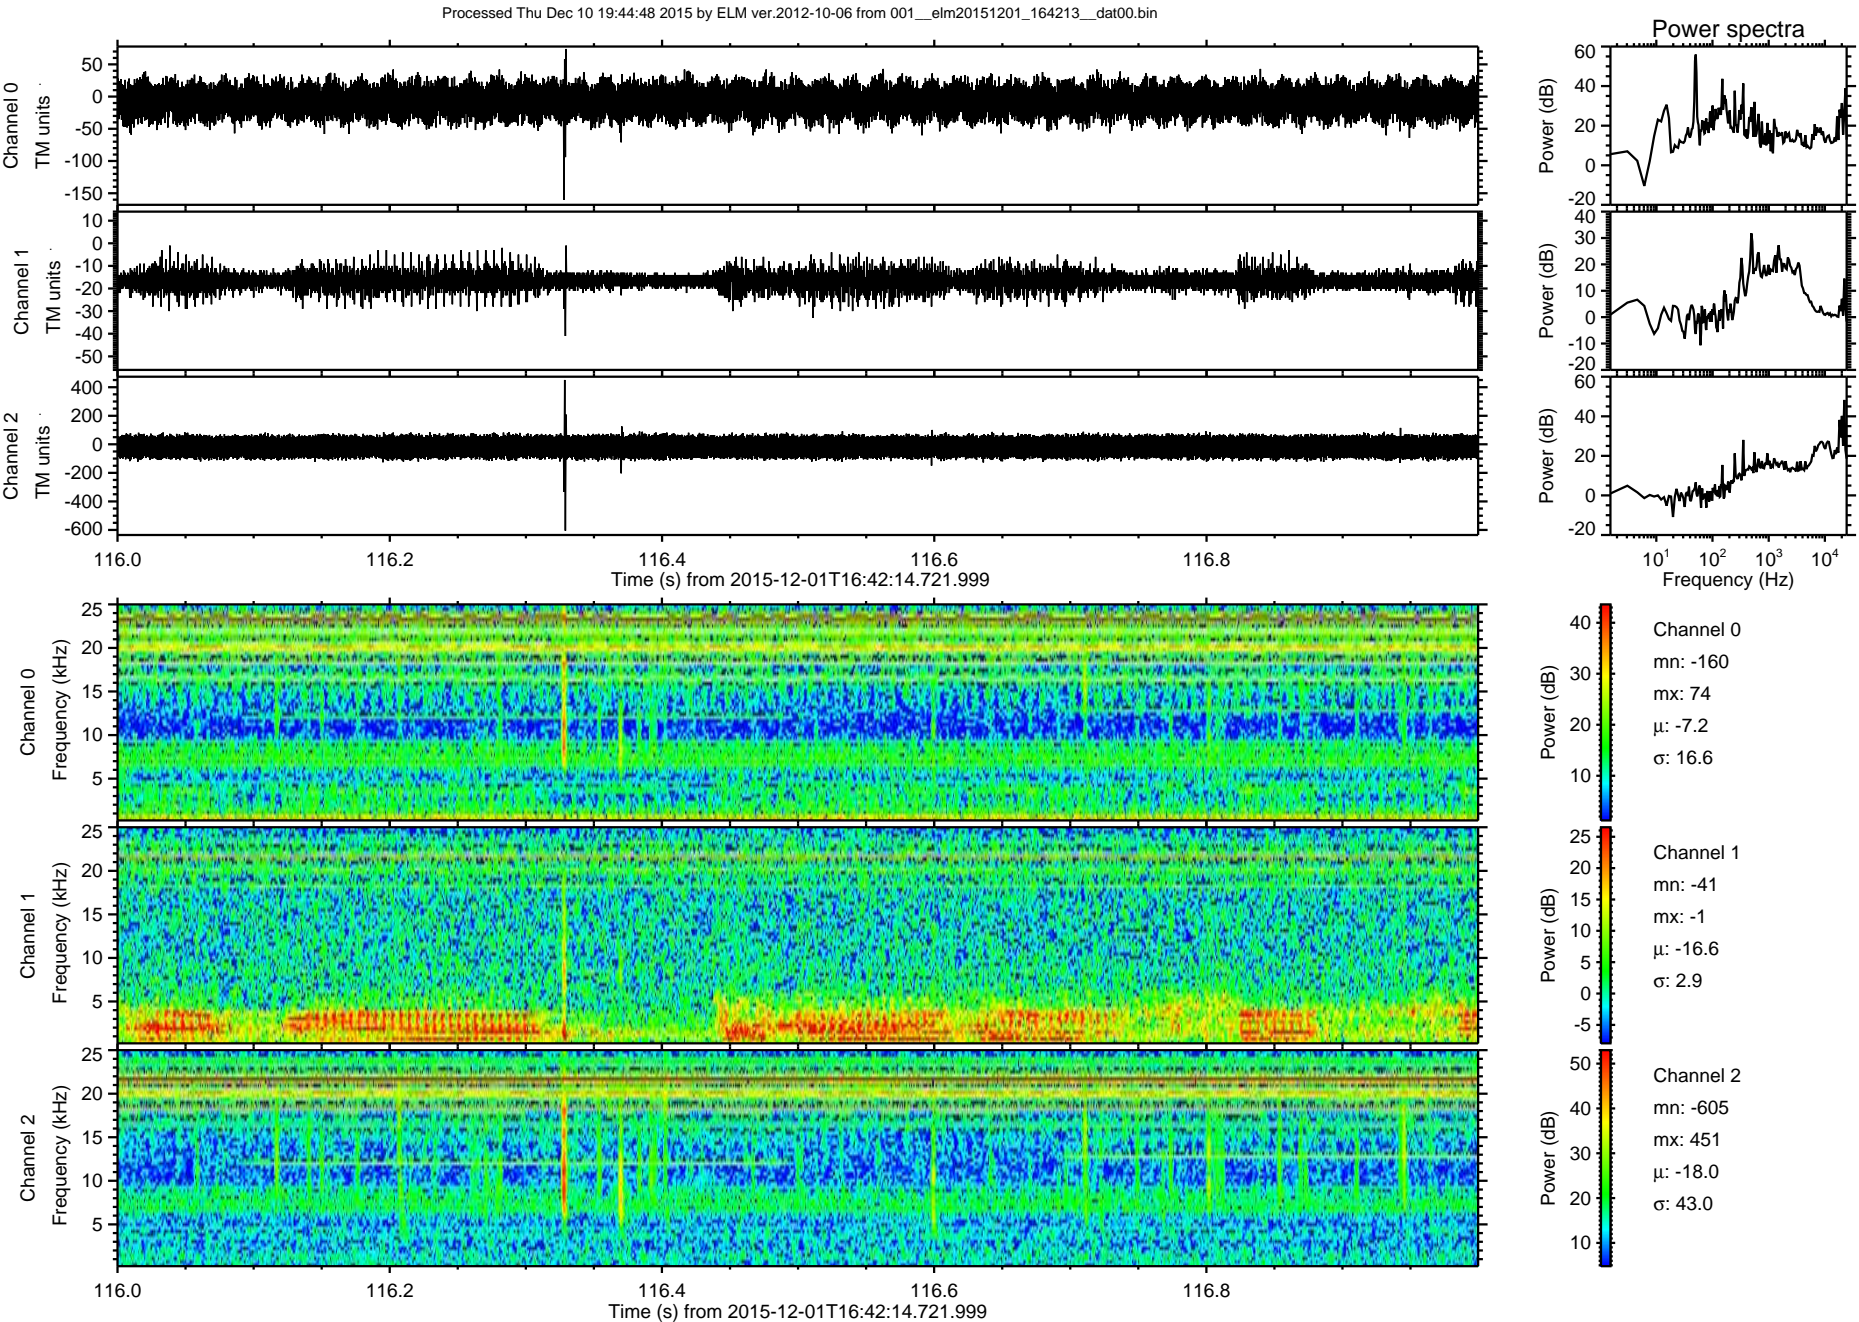 Processed Thu Dec 10 19:44:48 2015 by ELM ver.2012-10-06 from 001__elm20151201_164213__dat00.bin
Power spectra
Channel 0
TM units
50
0
-50
-100
-150
Power (dB)
60
40
20
0
-20
Channel 1
TM units
10
0
-10
-20
-30
-40
-50
Power (dB)
40
30
20
10
0
-10
-20
Channel 2
TM units
400
200
0
-200
-400
-600
Power (dB)
60
40
20
0
-20
116.0 116.2 116.4 116.6 116.8
Time (s) from 2015-12-01T16:42:14.721.999
10¹ 10² 10³ 10⁴
Frequency (Hz)
Channel 0
Frequency (kHz)
25
20
15
10
5
Power (dB)
40
30
20
10
Channel 0
mn: -160
mx: 74
μ: -7.2
σ: 16.6
Channel 1
Frequency (kHz)
25
20
15
10
5
Power (dB)
25
20
15
10
5
0
-5
Channel 1
mn: -41
mx: -1
μ: -16.6
σ: 2.9
Channel 2
Frequency (kHz)
25
20
15
10
5
Power (dB)
50
40
30
20
10
Channel 2
mn: -605
mx: 451
μ: -18.0
σ: 43.0
116.0 116.2 116.4 116.6 116.8
Time (s) from 2015-12-01T16:42:14.721.999